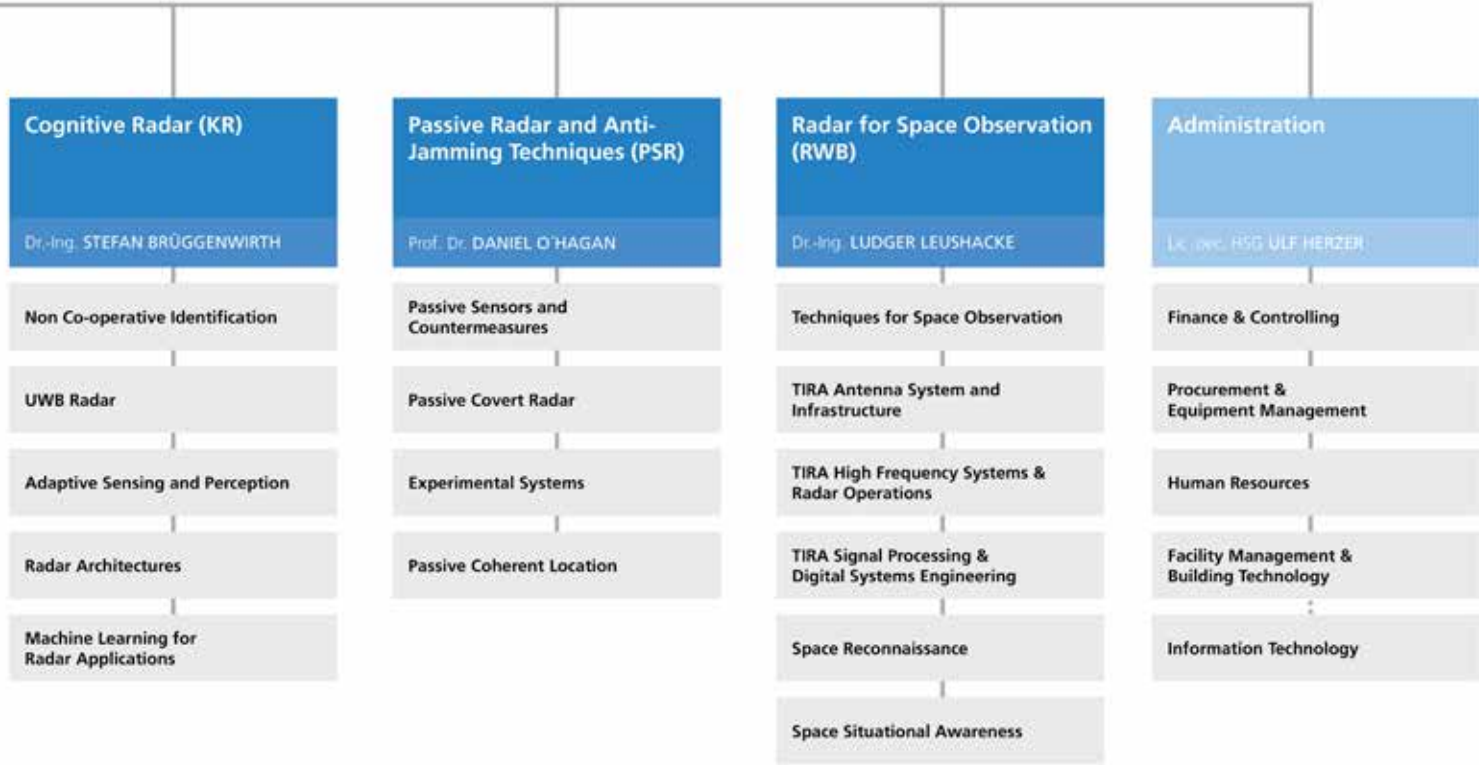 Cognitive Radar (KR)
Dr.-Ing. STEFAN BRÜGGENWIRTH
Non Co-operative Identification
UWB Radar
Adaptive Sensing and Perception
Radar Architectures
Machine Learning for
Radar Applications
Passive Radar and Anti-
Jamming Techniques (PSR)
Prof. Dr. DANIEL O´HAGAN
Passive Sensors and
Countermeasures
Passive Covert Radar
Experimental Systems
Passive Coherent Location
Radar for Space Observation
(RWB)
Dr.-Ing. LUDGER LEUSHACKE
Techniques for Space Observation
TIRA Antenna System and
Infrastructure
TIRA High Frequency Systems &
Radar Operations
TIRA Signal Processing &
Digital Systems Engineering
Space Reconnaissance
Space Situational Awareness
Administration
Lic. oec. HSG ULF HERZER
Finance & Controlling
Procurement &
Equipment Management
Human Resources
Facility Management &
Building Technology
Information Technology